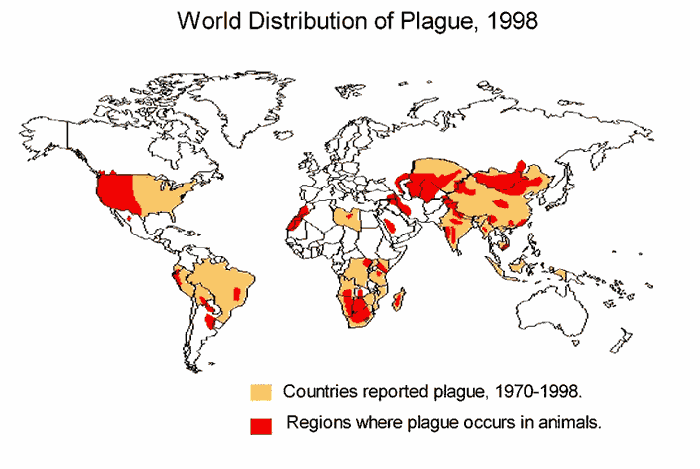 World Distribution of Plague, 1998
Countries reported plague, 1970-1998.
Regions where plague occurs in animals.